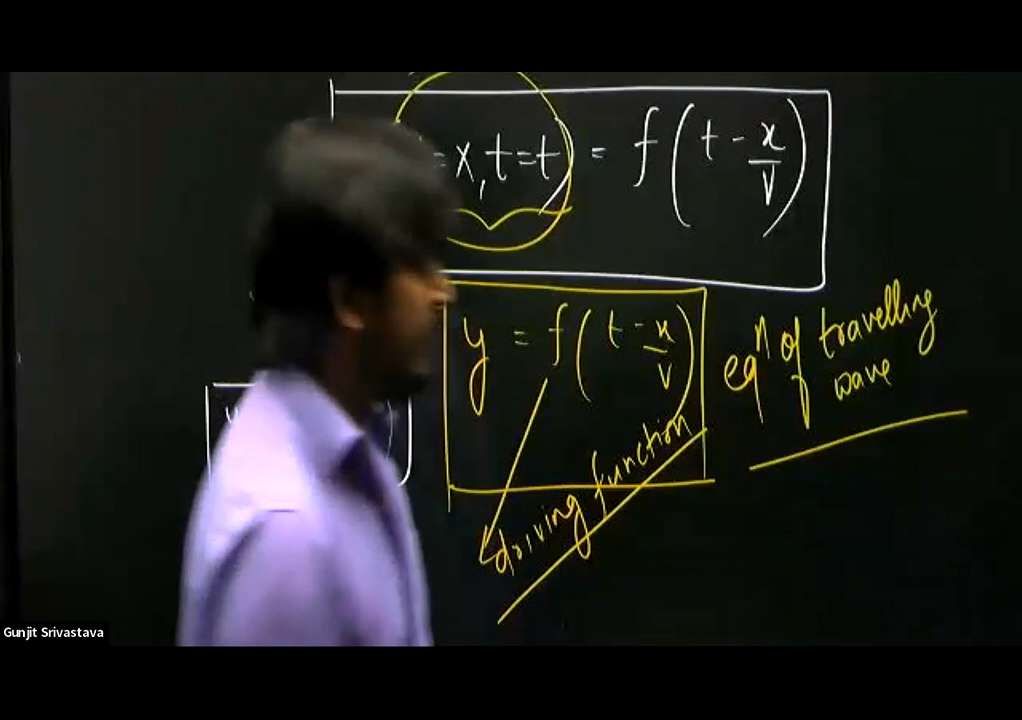 = x, t = t) = f(t - x/v)
y = f(t - x/v)
eqⁿ of travelling
wave
driving function
Gunjit Srivastava